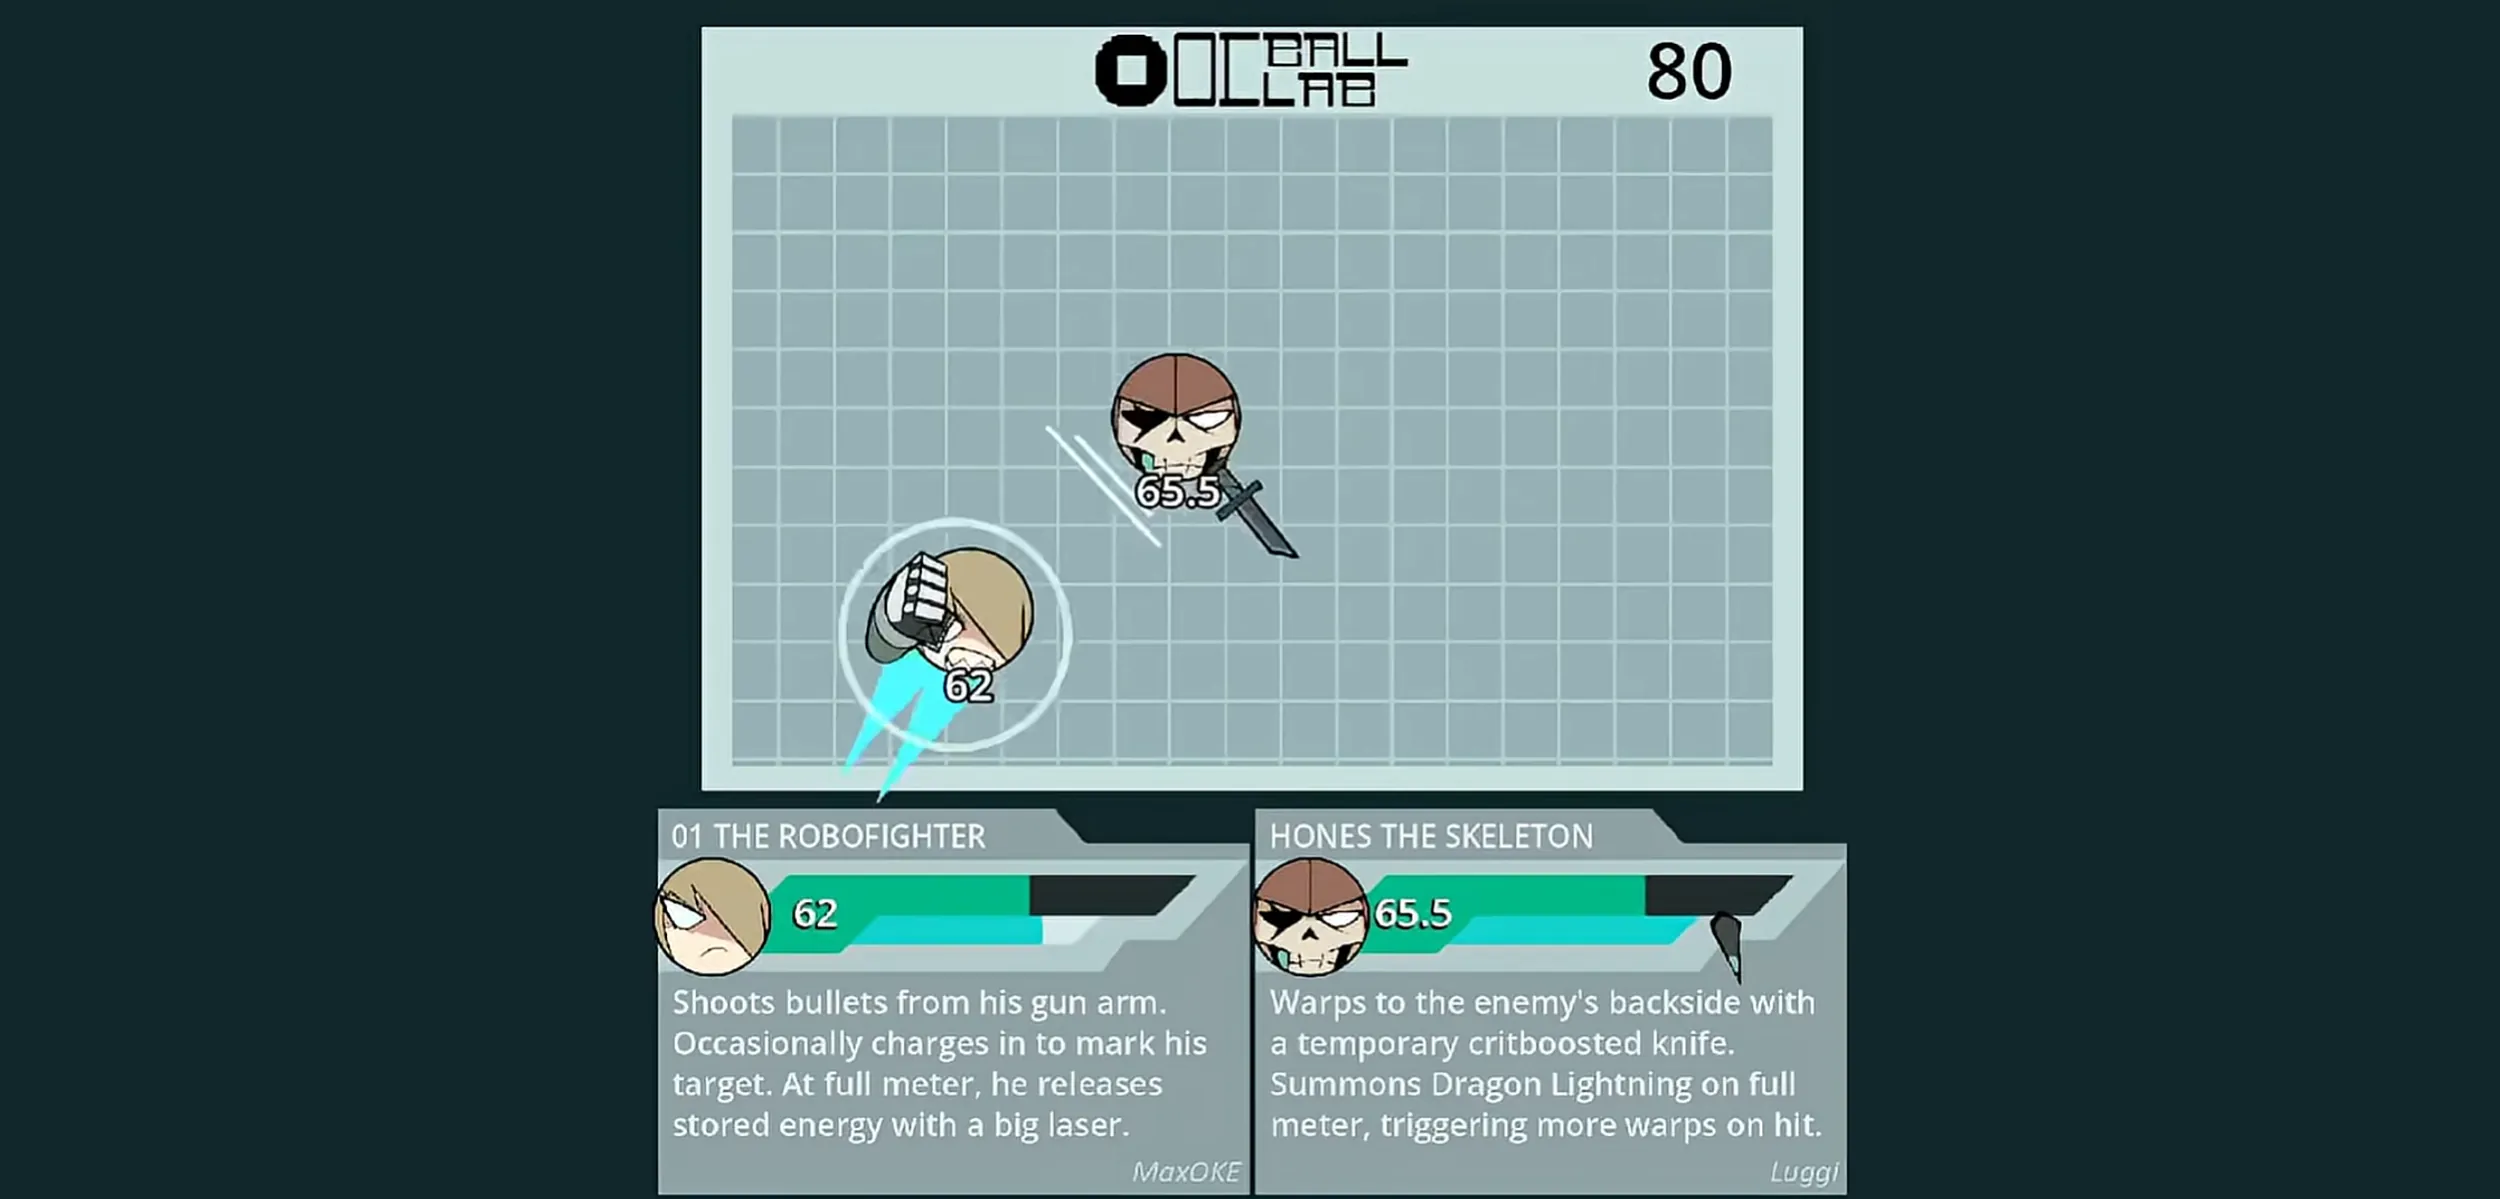 OC BALL
LAB
80
65.5
62
01 THE ROBOFIGHTER
62
Shoots bullets from his gun arm.
Occasionally charges in to mark his
target. At full meter, he releases
stored energy with a big laser.
MaxOKE
HONES THE SKELETON
65.5
Warps to the enemy's backside with
a temporary critboosted knife.
Summons Dragon Lightning on full
meter, triggering more warps on hit.
Luggi